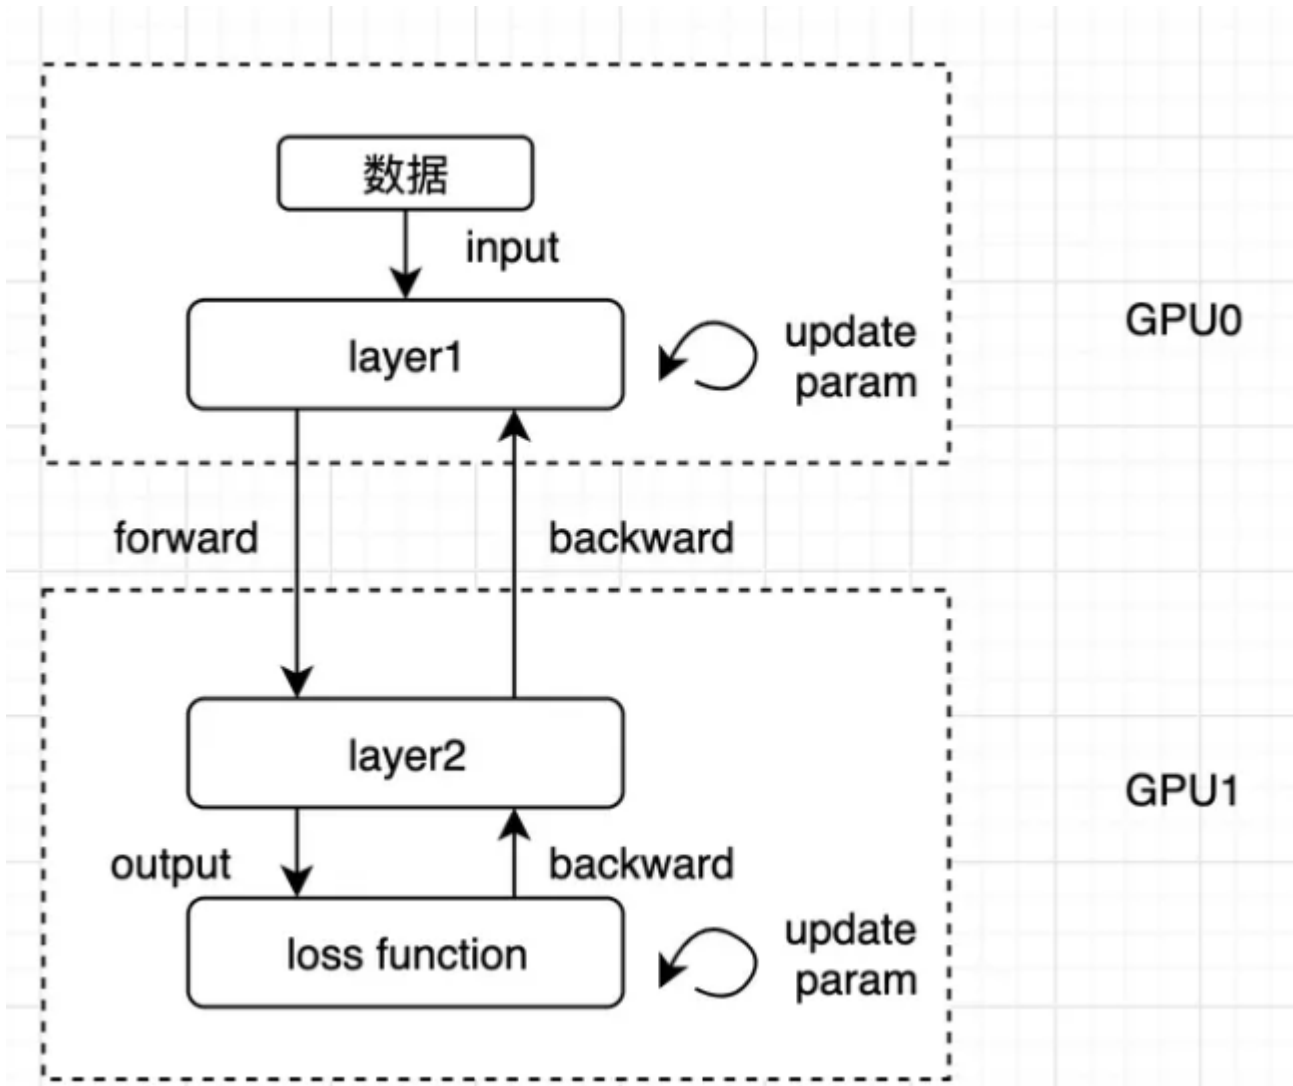 数据
input
layer1
update
param
GPU0
forward
backward
layer2
GPU1
output
backward
loss function
update
param